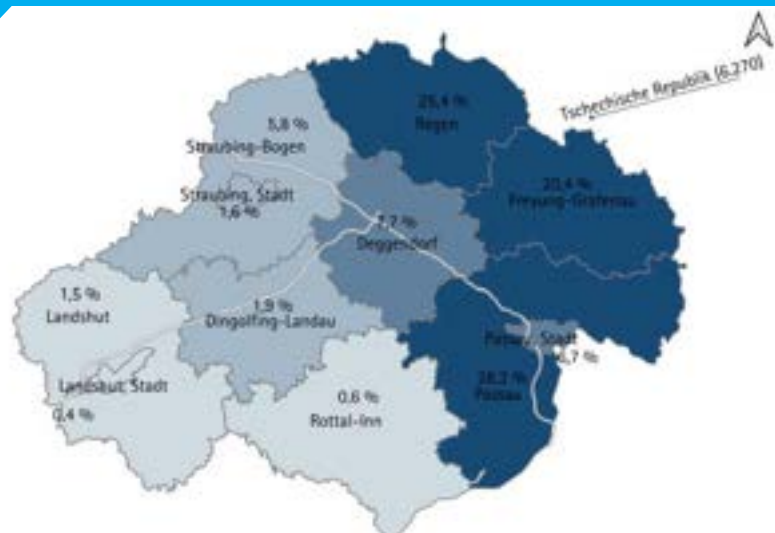 Tschechische Republik (6.270)
25,4 %
Regen
5,8 %
Straubing-Bogen
20,4 %
Freyung-Grafenau
Straubing, Stadt
1,6 %
7,7 %
Deggendorf
1,5 %
Landshut
1,9 %
Dingolfing-Landau
Passau, Stadt
6,7 %
28,2 %
Passau
Landshut, Stadt
0,4 %
0,6 %
Rottal-Inn